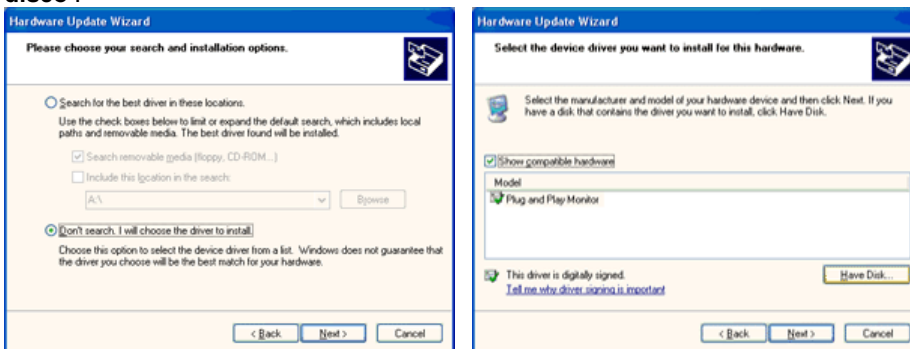 Hardware Update Wizard
Please choose your search and installation options.
Search for the best driver in these locations.
Use the check boxes below to limit or expand the default search, which includes local
paths and removable media. The best driver found will be installed.
Search removable media (floppy, CD-ROM...)
Include this location in the search:
A:\
Browse
Don't search. I will choose the driver to install.
Choose this option to select the device driver from a list. Windows does not guarantee that
the driver you choose will be the best match for your hardware.
< Back
Next >
Cancel
Hardware Update Wizard
Select the device driver you want to install for this hardware.
Select the manufacturer and model of your hardware device and then click Next. If you
have a disk that contains the driver you want to install, click Have Disk.
Show compatible hardware
Model
Plug and Play Monitor
This driver is digitally signed.
Have Disk...
Tell me why driver signing is important
< Back
Next >
Cancel